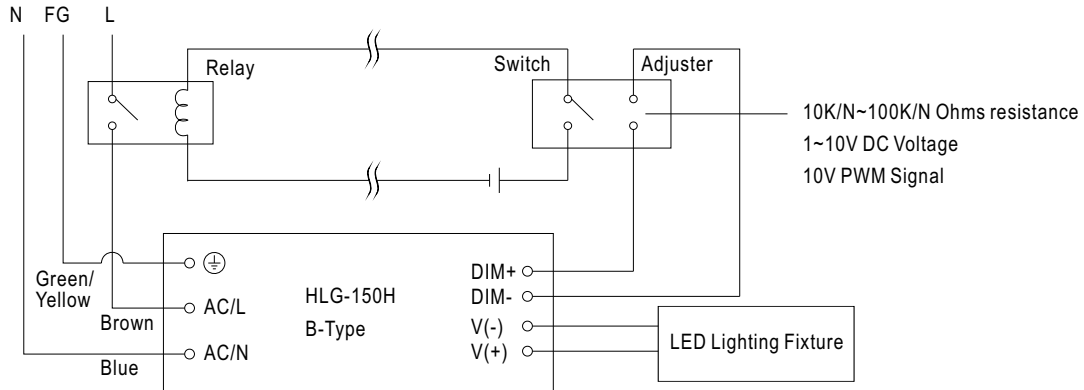 N FG L
Relay
Switch
Adjuster
10K/N~100K/N Ohms resistance
1~10V DC Voltage
10V PWM Signal
Green/
Yellow
Brown
Blue
AC/L
AC/N
HLG-150H
B-Type
DIM+
DIM-
V(-)
V(+)
LED Lighting Fixture